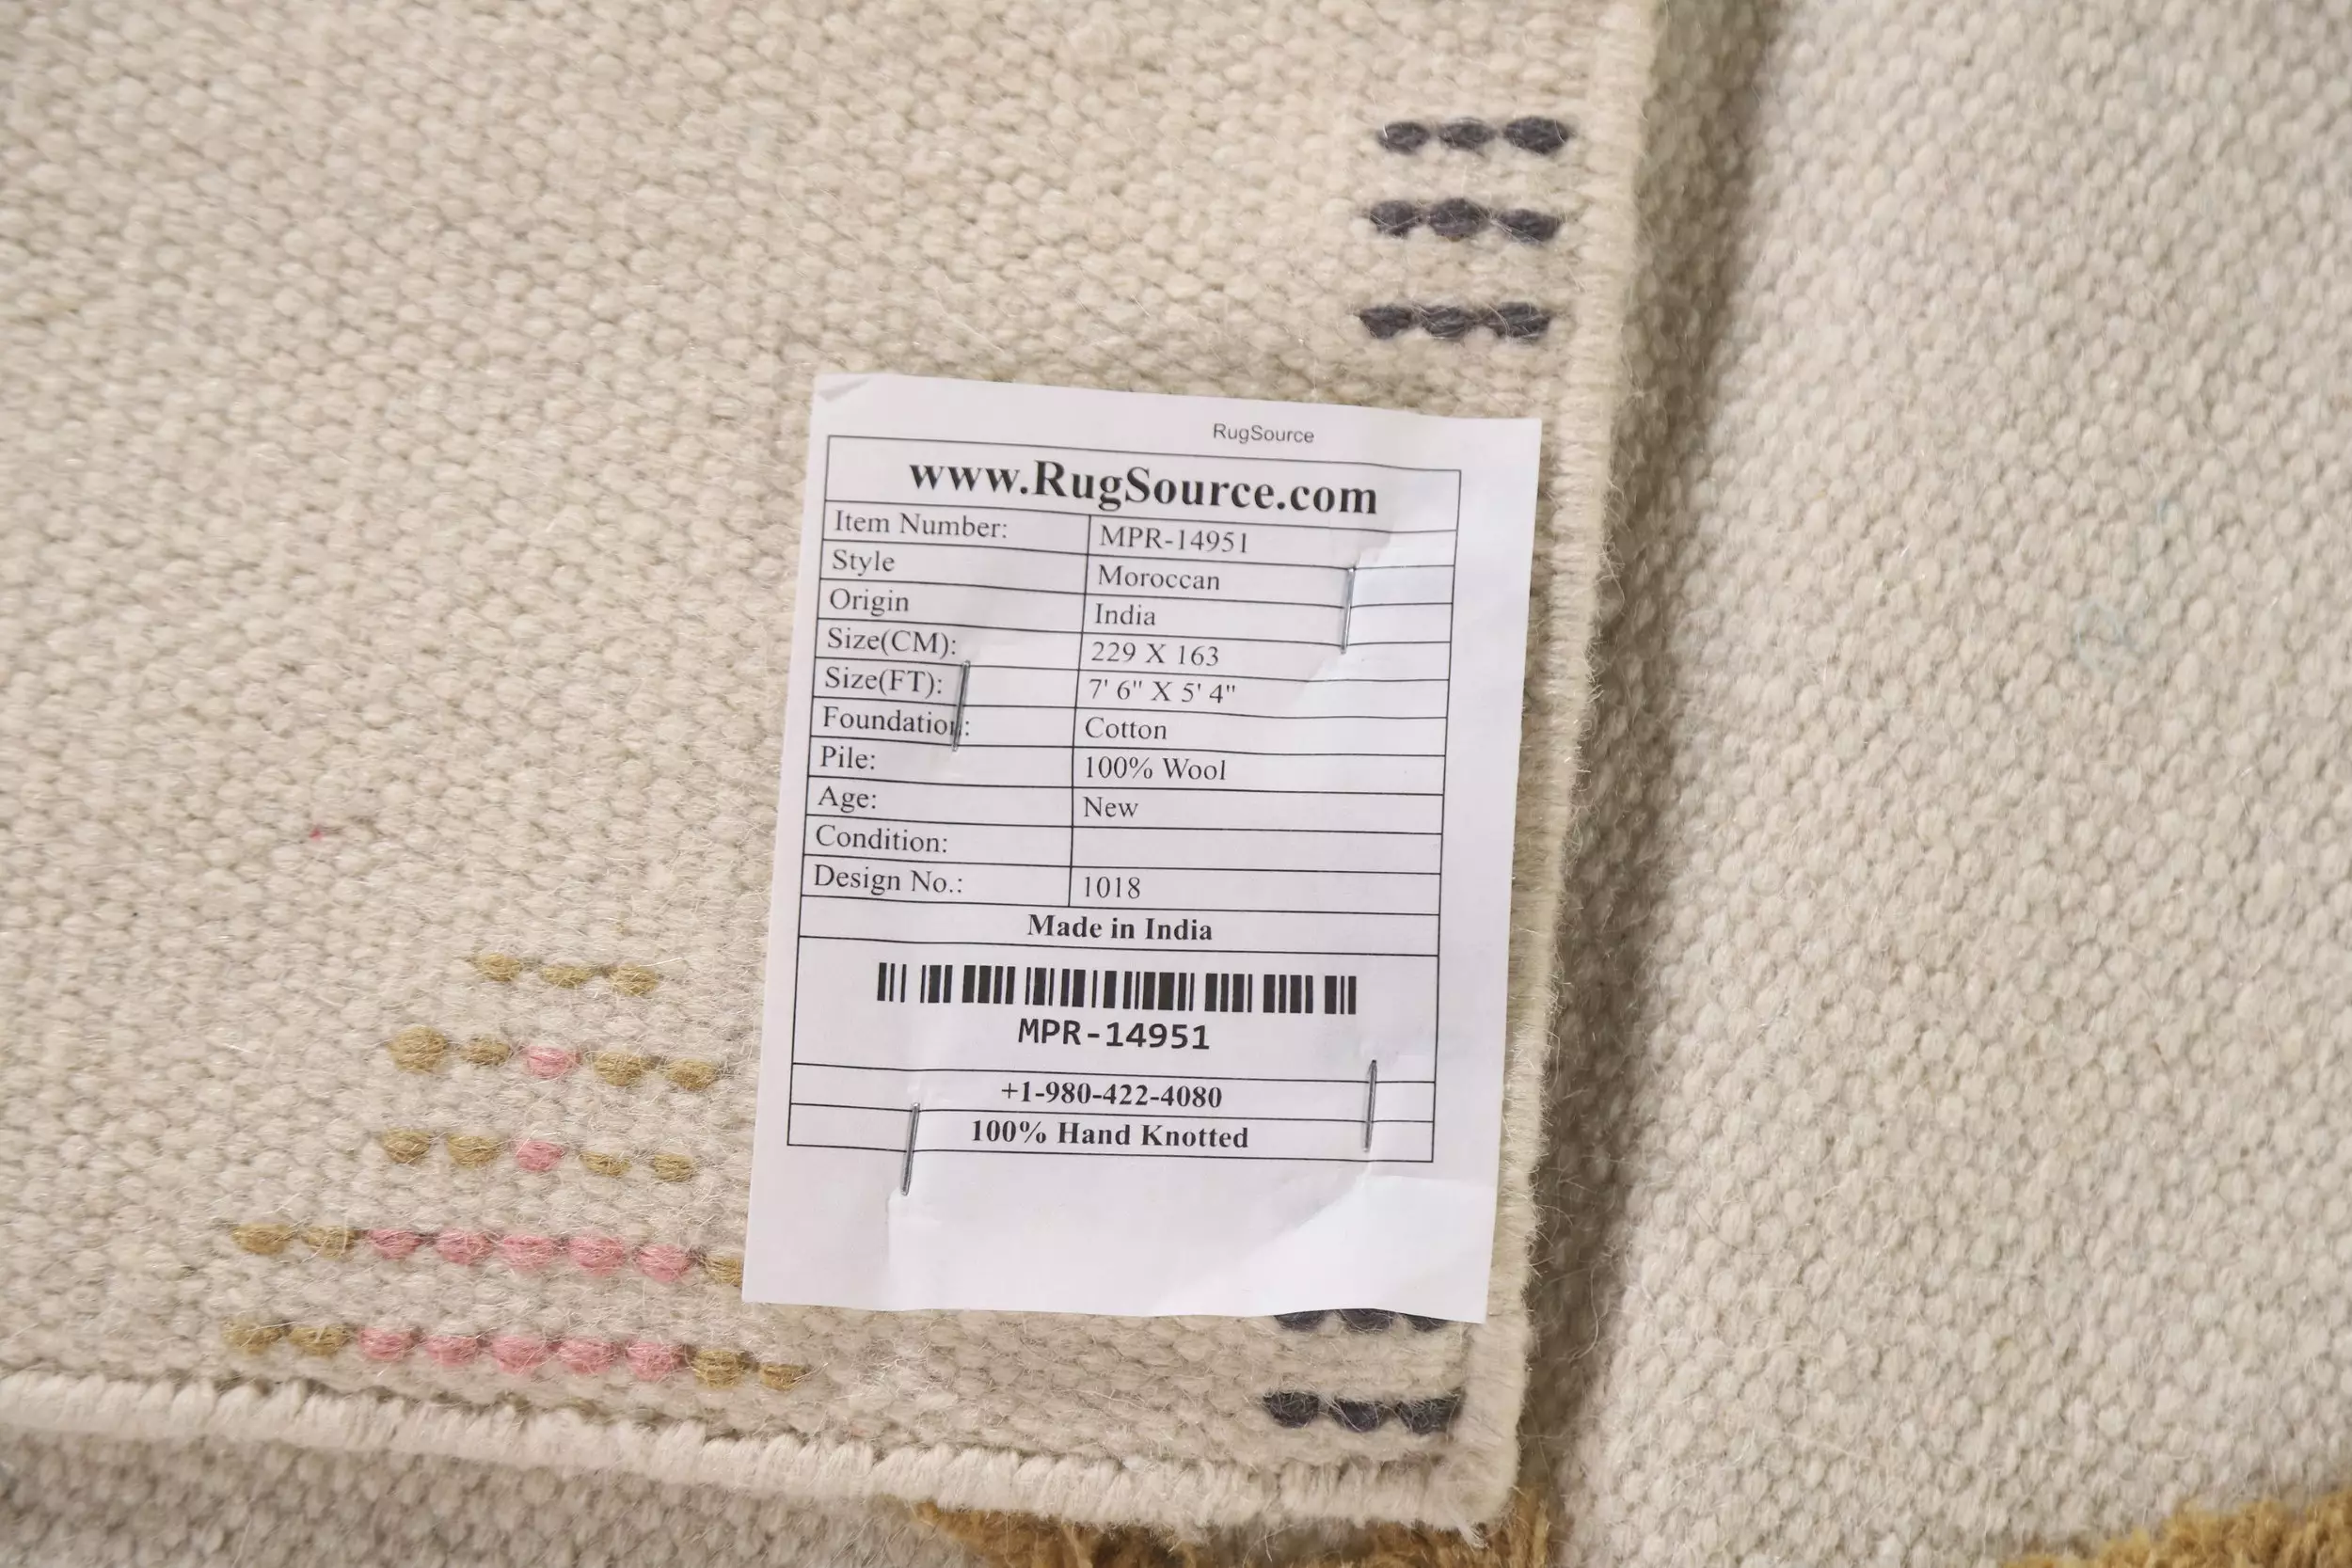 RugSource
www.RugSource.com
Item Number: MPR-14951
Style Moroccan
Origin India
Size(CM): 229 X 163
Size(FT): 7' 6" X 5' 4"
Foundation: Cotton
Pile: 100% Wool
Age: New
Condition:
Design No.: 1018
Made in India
MPR-14951
+1-980-422-4080
100% Hand Knotted